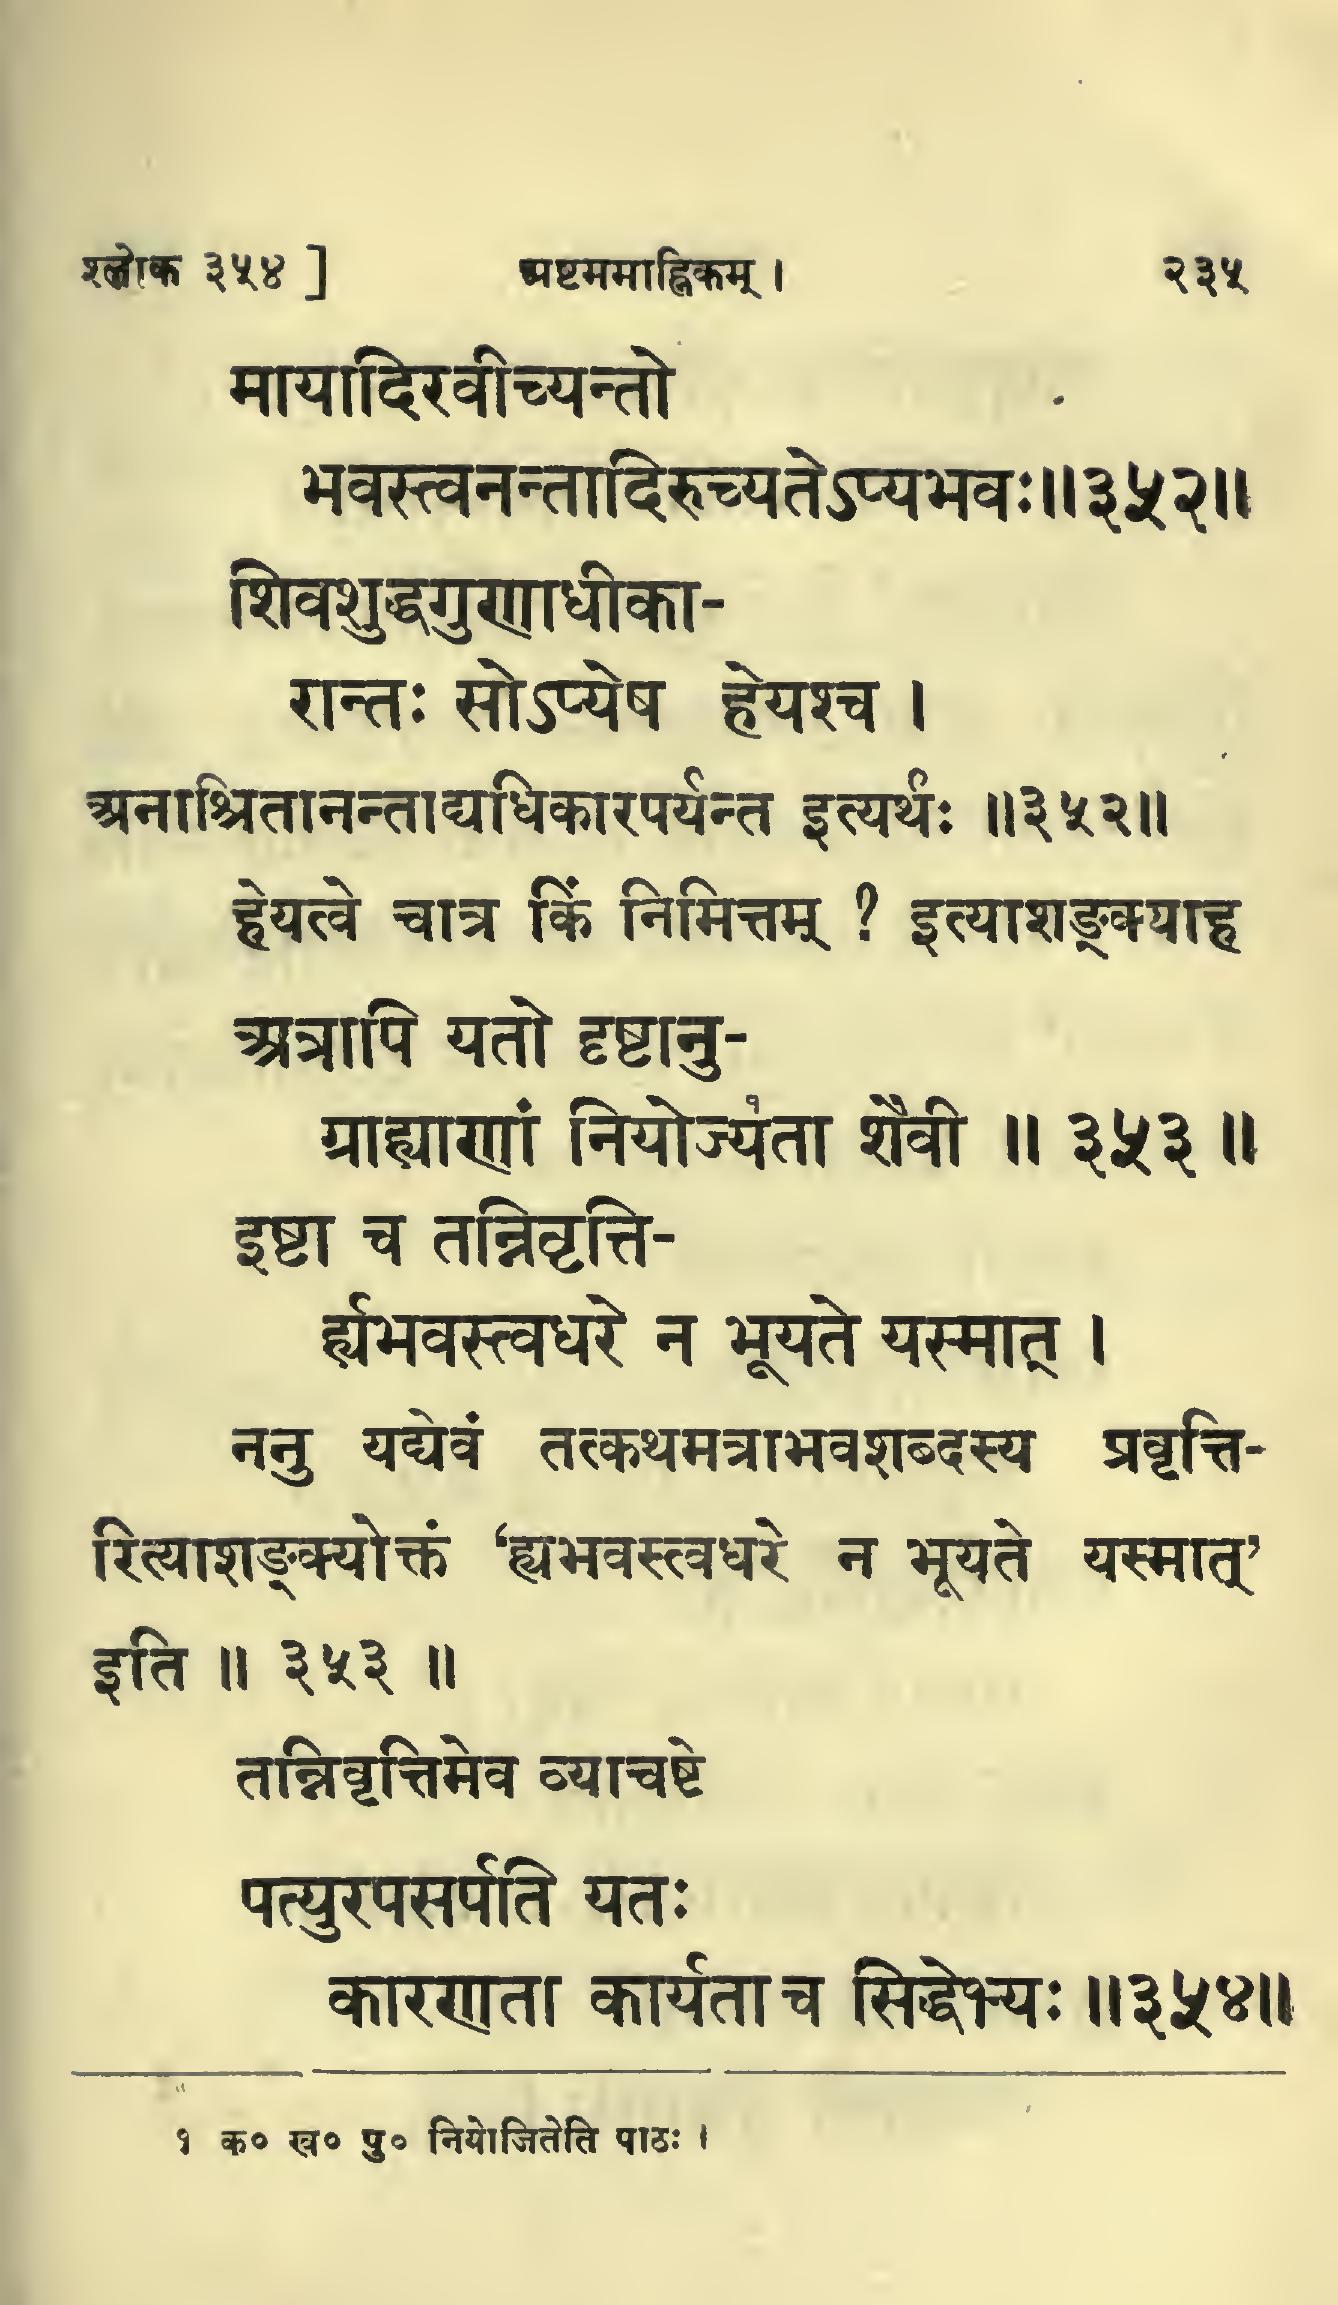 श्लोक ३५४ ] अष्टममाह्निकम् । २३५
मायादिरवीच्यन्तो
भवस्त्वनन्तादिरुच्यतेऽप्यभवः॥३५२॥
शिवशुद्धगुणाधीका-
रान्तः सोऽप्येष हेयश्च ।
अनाश्रितानन्ताद्यधिकारपर्यन्त इत्यर्थः ॥३५२॥
हेयत्वे चात्र किं निमित्तम् ? इत्याशङ्क्याह
अत्रापि यतो दृष्टानु-
ग्राह्याणां नियोज्य१ता शैवी ॥ ३५३ ॥
इष्टा च तन्निवृत्ति-
र्ह्यभवस्त्वधरे न भूयते यस्मात् ।
ननु यद्येवं तत्कथमत्राभवशब्दस्य प्रवृत्ति-
रित्याशङ्क्योक्तं ‘ह्यभवस्त्वधरे न भूयते यस्मात्’
इति ॥ ३५३ ॥
तन्निवृत्तिमेव व्याचष्टे
पत्युरपसर्पति यतः
कारणता कार्यता च सिद्धेभ्यः ॥३५४॥
१ क० ख० पु० नियोजितेति पाठः ।